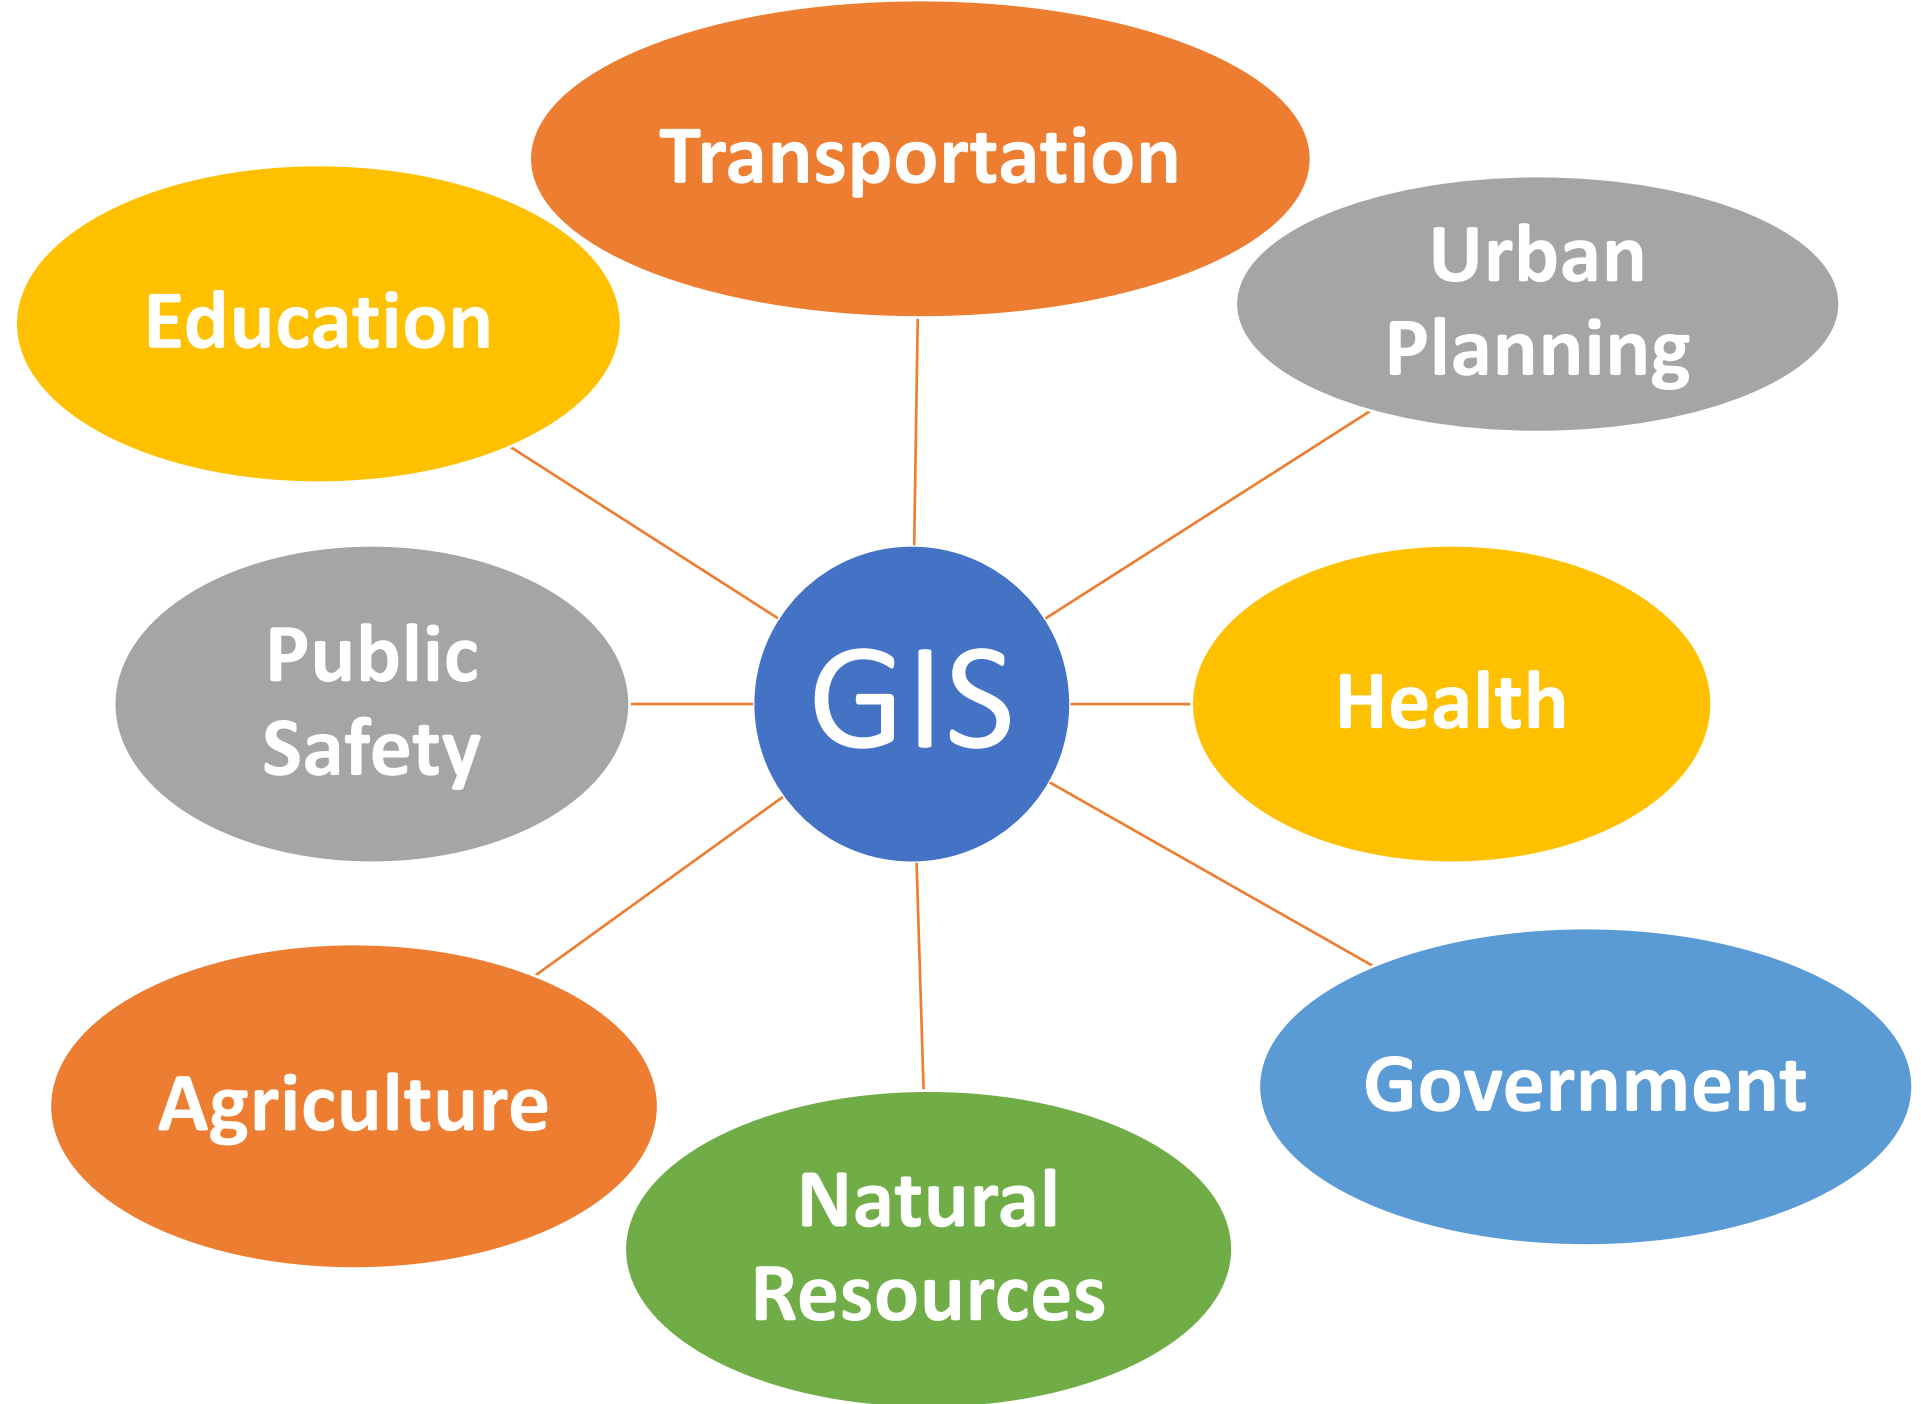 Transportation
Urban
Planning
Education
Public
Safety
GIS
Health
Agriculture
Government
Natural
Resources